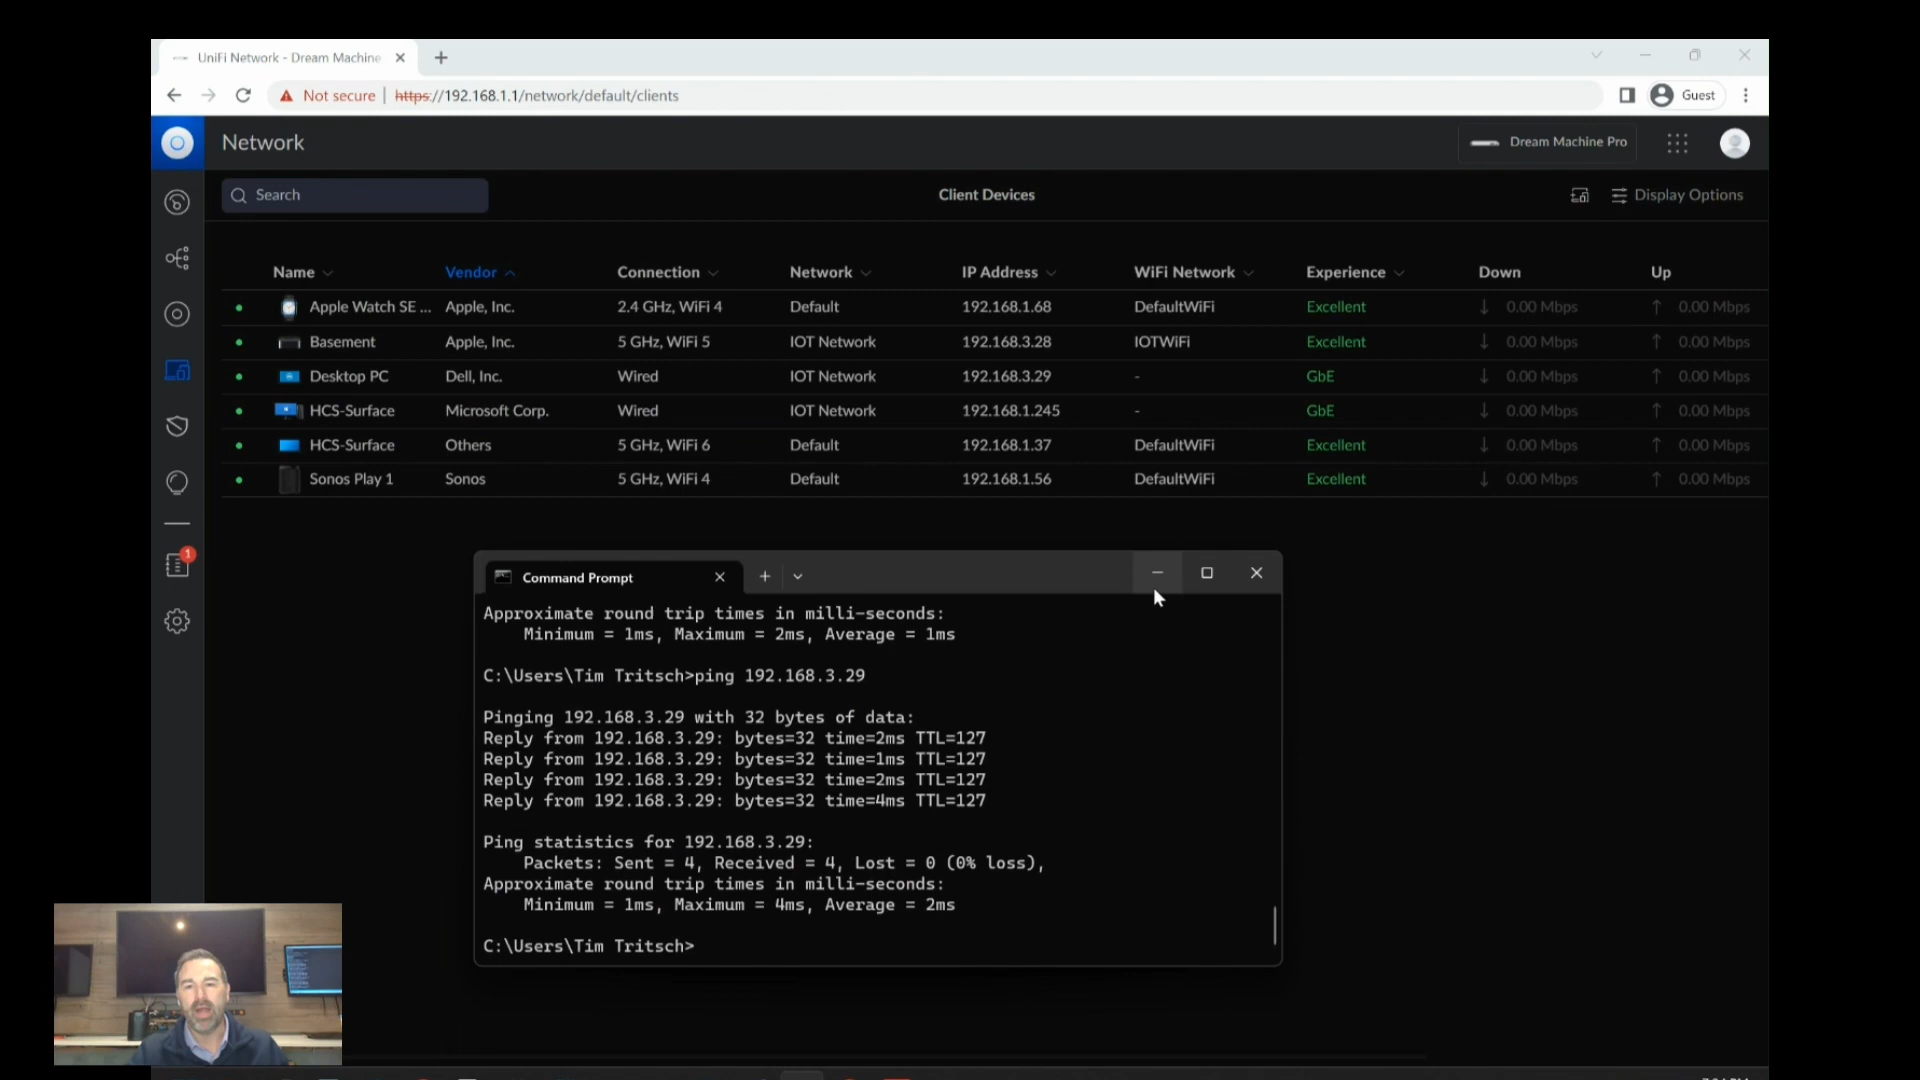 UniFi Network - Dream Machine
Not secure | https://192.168.1.1/network/default/clients
Guest
Network
Dream Machine Pro
Search
Client Devices
Display Options
Name Vendor Connection Network IP Address WiFi Network Experience Down Up
Apple Watch SE ... Apple, Inc. 2.4 GHz, WiFi 4 Default 192.168.1.68 DefaultWiFi Excellent ↓ 0.00 Mbps ↑ 0.00 Mbps
Basement Apple, Inc. 5 GHz, WiFi 5 IOT Network 192.168.3.28 IOTWiFi Excellent ↓ 0.00 Mbps ↑ 0.00 Mbps
Desktop PC Dell, Inc. Wired IOT Network 192.168.3.29 - GbE ↓ 0.00 Mbps ↑ 0.00 Mbps
HCS-Surface Microsoft Corp. Wired IOT Network 192.168.1.245 - GbE ↓ 0.00 Mbps ↑ 0.00 Mbps
HCS-Surface Others 5 GHz, WiFi 6 Default 192.168.1.37 DefaultWiFi Excellent ↓ 0.00 Mbps ↑ 0.00 Mbps
Sonos Play 1 Sonos 5 GHz, WiFi 4 Default 192.168.1.56 DefaultWiFi Excellent ↓ 0.00 Mbps ↑ 0.00 Mbps
1
Command Prompt
Approximate round trip times in milli-seconds:
Minimum = 1ms, Maximum = 2ms, Average = 1ms
C:\Users\Tim Tritsch>ping 192.168.3.29
Pinging 192.168.3.29 with 32 bytes of data:
Reply from 192.168.3.29: bytes=32 time=2ms TTL=127
Reply from 192.168.3.29: bytes=32 time=1ms TTL=127
Reply from 192.168.3.29: bytes=32 time=2ms TTL=127
Reply from 192.168.3.29: bytes=32 time=4ms TTL=127
Ping statistics for 192.168.3.29:
Packets: Sent = 4, Received = 4, Lost = 0 (0% loss),
Approximate round trip times in milli-seconds:
Minimum = 1ms, Maximum = 4ms, Average = 2ms
C:\Users\Tim Tritsch>